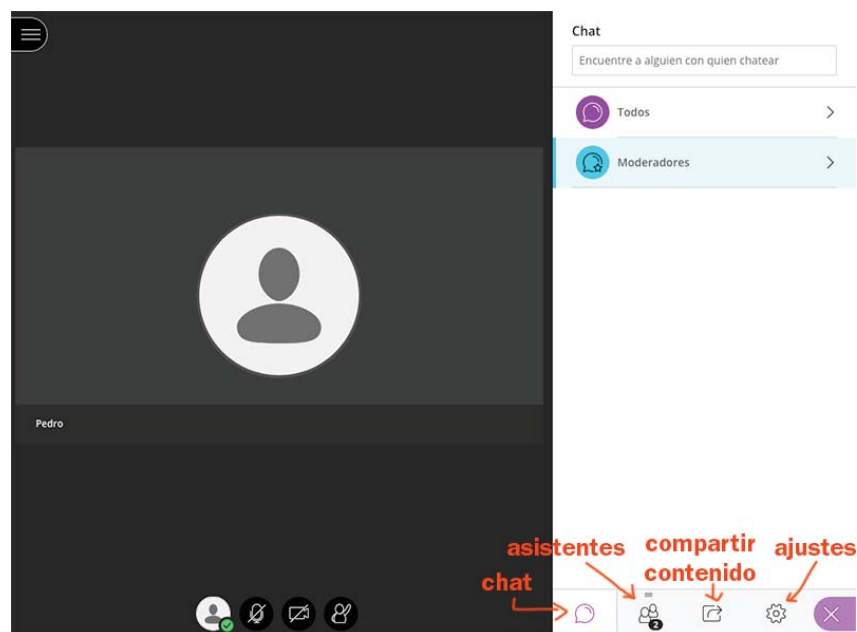 Chat
Encuentre a alguien con quien chatear
Todos
Moderadores
Pedro
asistentes
compartir
contenido
ajustes
chat
2